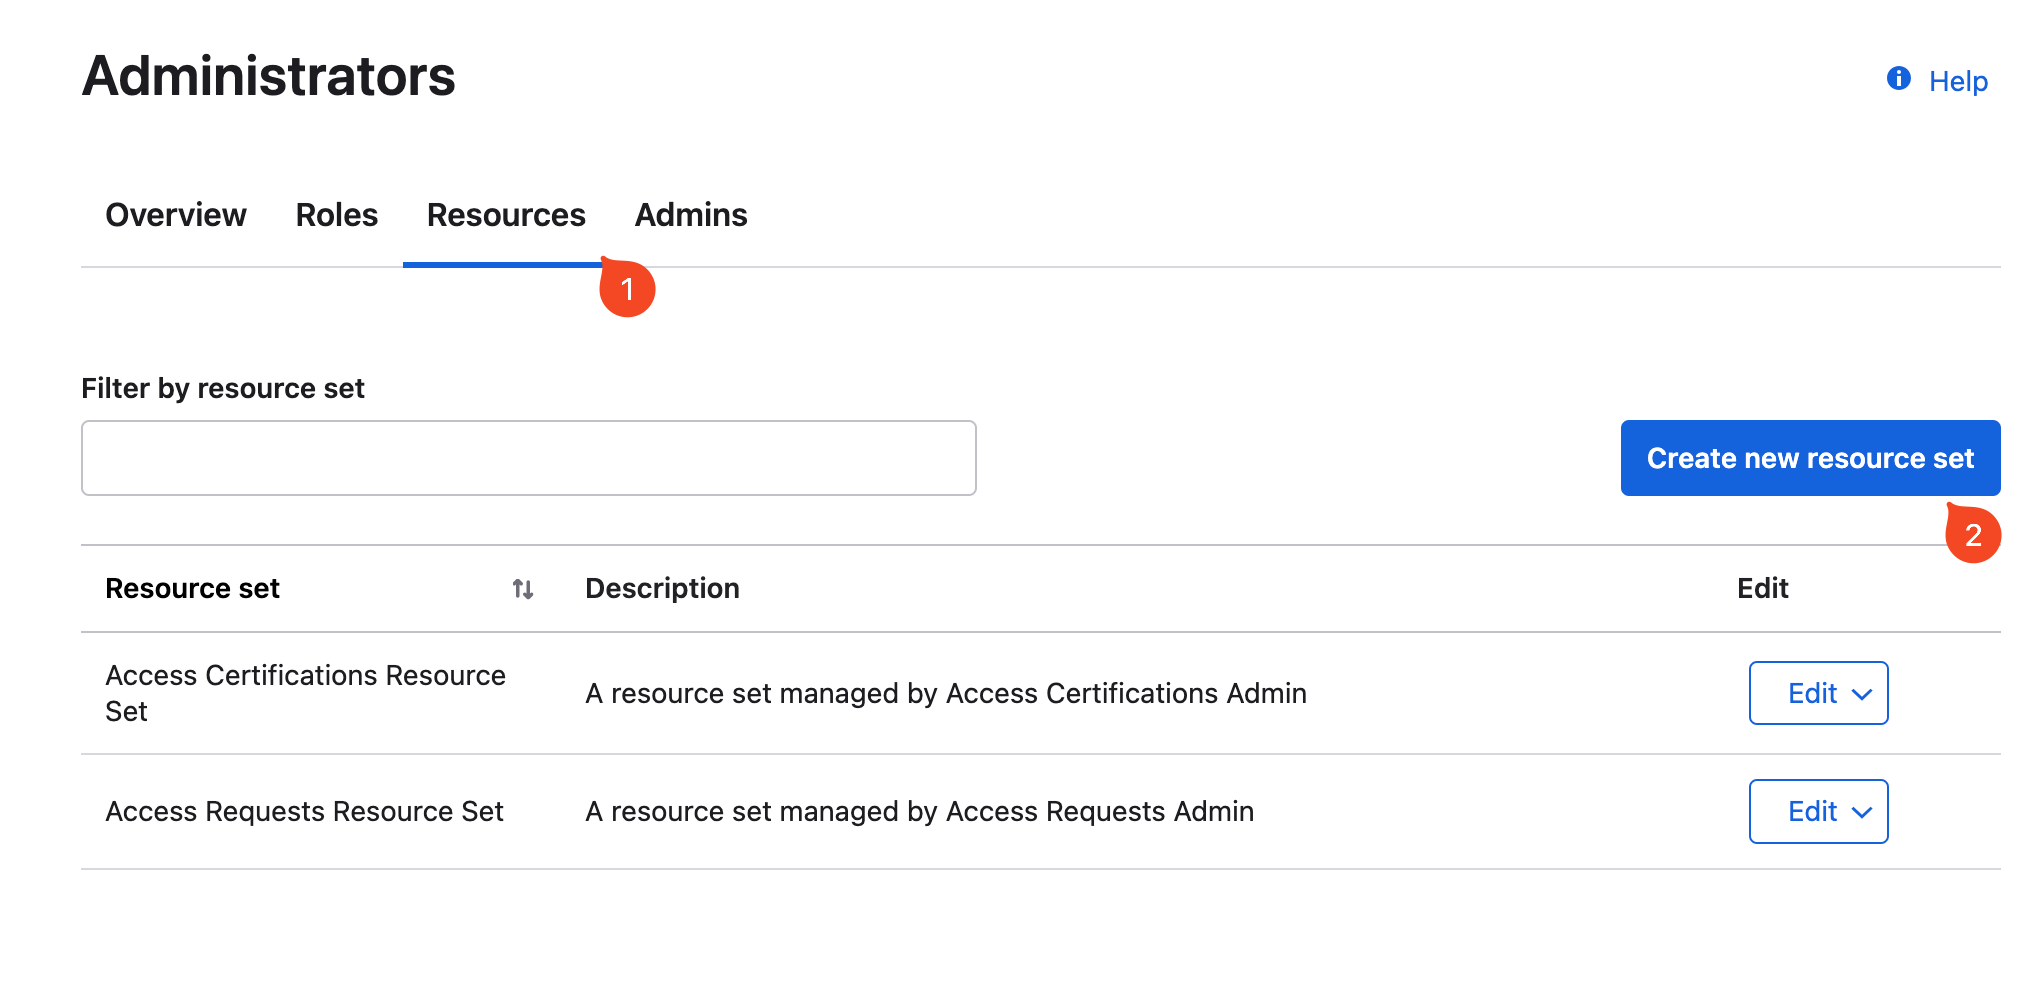 Administrators
Help
Overview
Roles
Resources
Admins
1
Filter by resource set
Create new resource set
2
Resource set
Description
Edit
Access Certifications Resource
Set
A resource set managed by Access Certifications Admin
Edit
Access Requests Resource Set
A resource set managed by Access Requests Admin
Edit